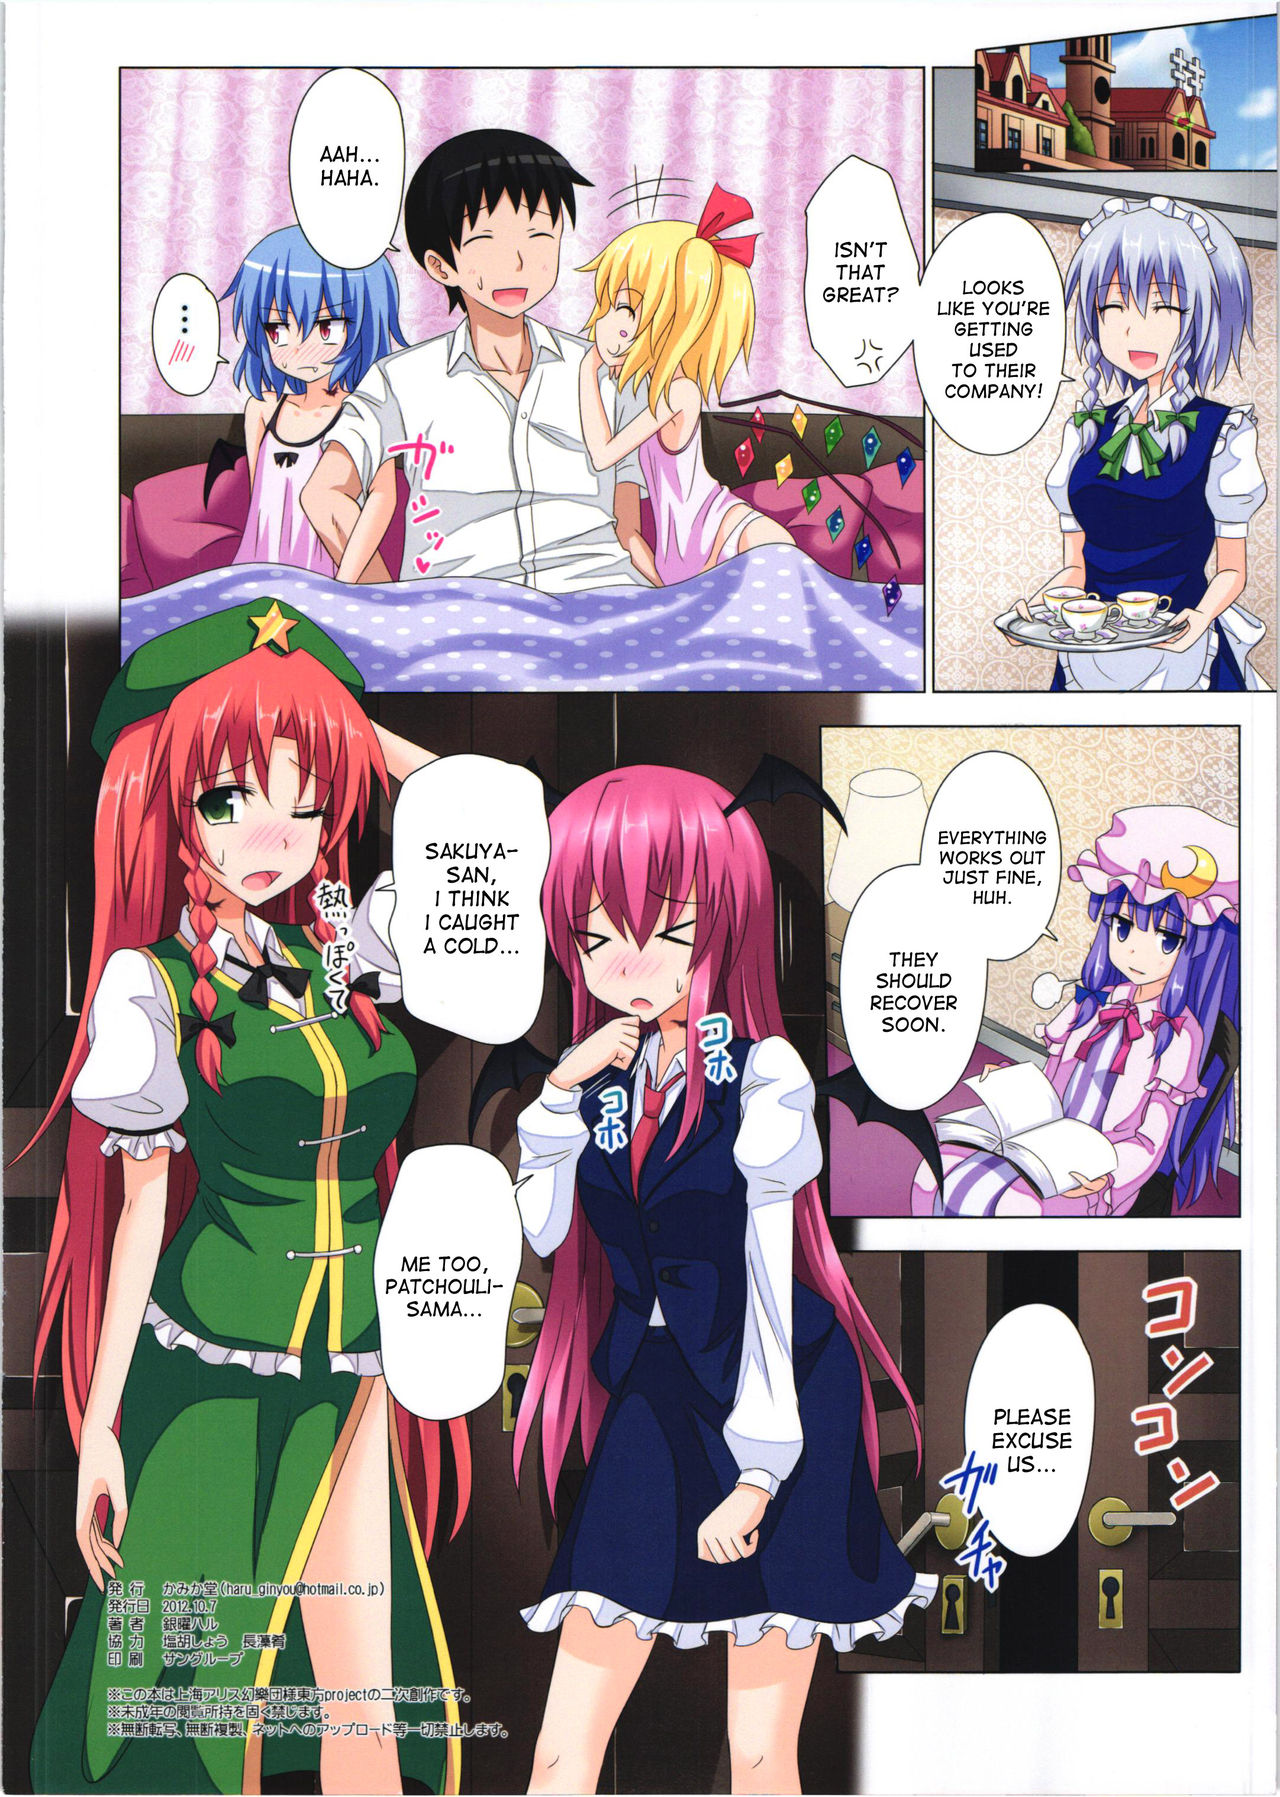 LOOKS
LIKE YOU'RE
GETTING
USED
TO THEIR
COMPANY!
ISN'T
THAT
GREAT?
AAH...
HAHA.
...
ガ
ジッ
EVERYTHING
WORKS OUT
JUST FINE,
HUH.
THEY
SHOULD
RECOVER
SOON.
コンコン
PLEASE
EXCUSE
US...
ガチャ
SAKUYA-
SAN,
I THINK
I CAUGHT
A COLD...
熱っぽくて
コホ
コホ
ME TOO,
PATCHOULI-
SAMA...
発 行 かみか堂(haru_ginyou@hotmail.co.jp)
発行日 2012.10.7
著 者 銀曜ハル
協 力 塩胡しょう 長藻肴
印 刷 サングループ
※この本は上海アリス幻樂団様東方projectの二次創作です。
※未成年の閲覧所持を固く禁じます。
※無断転写、無断複製、ネットへのアップロード等一切禁止します。